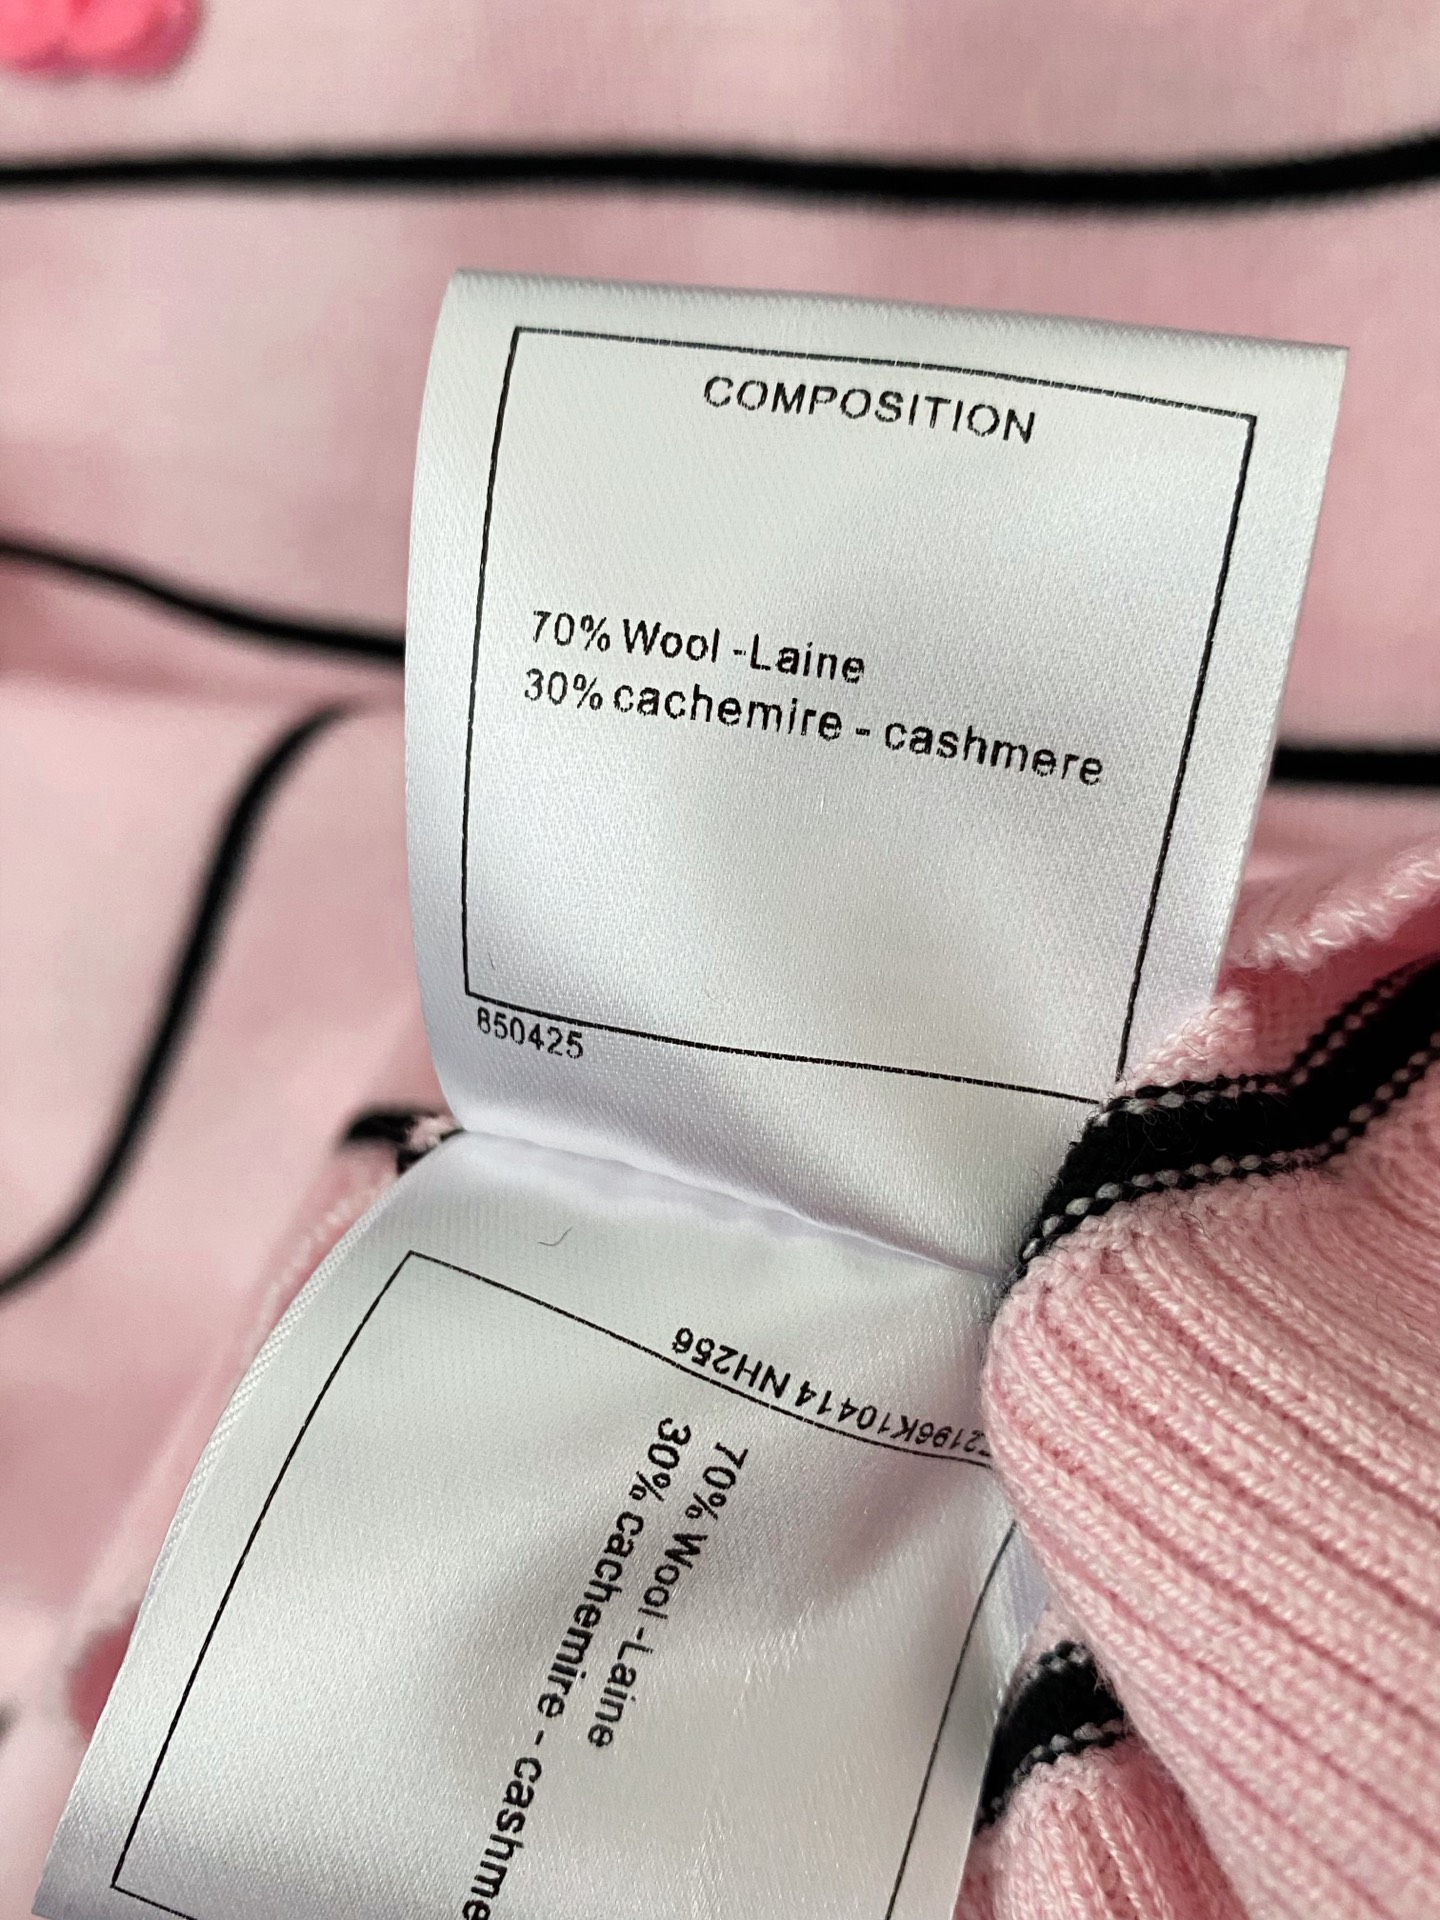 COMPOSITION
70% Wool -Laine
30% cachemire - cashmere
850425
2196K10414 NH256
70% Wool -Laine
30% cachemire - cashme